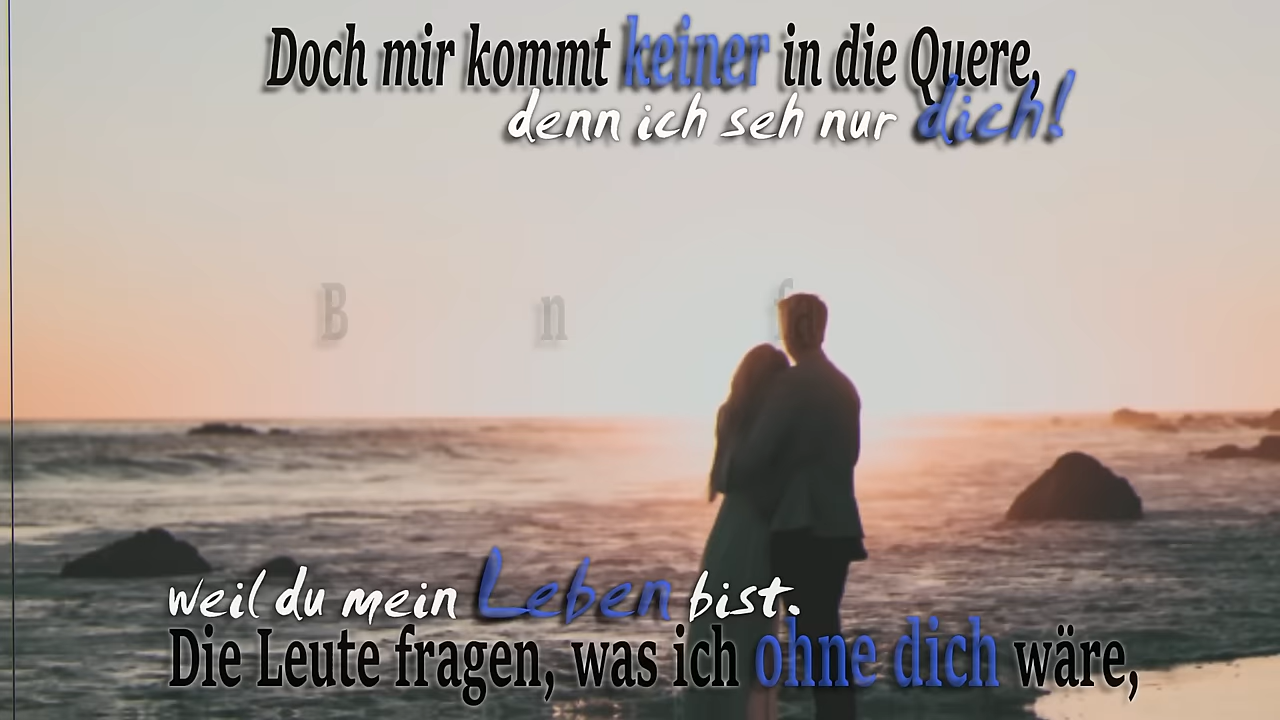 Doch mir kommt keiner in die Quere,
denn ich seh nur dich!
B n fa
weil du mein Leben bist.
Die Leute fragen, was ich ohne dich wäre,